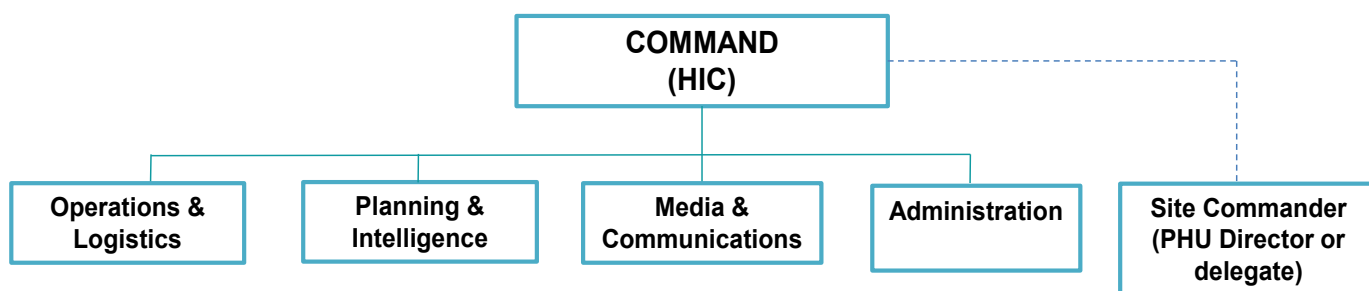 COMMAND
(HIC)
Operations &
Logistics
Planning &
Intelligence
Media &
Communications
Administration
Site Commander
(PHU Director or
delegate)